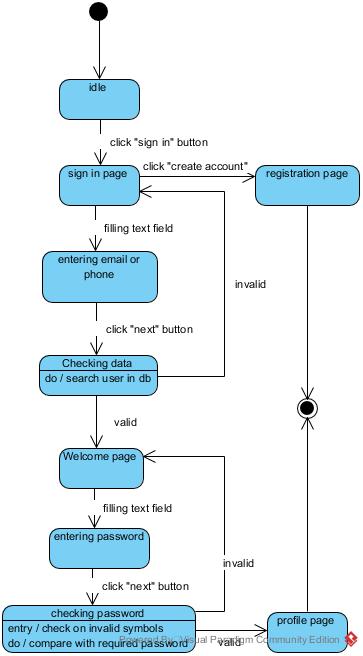 idle
click "sign in" button
click "create account"
sign in page
registration page
filling text field
entering email or
phone
invalid
click "next" button
Checking data
do / search user in db
valid
Welcome page
filling text field
entering password
invalid
click "next" button
checking password
entry / check on invalid symbols
do / compare with required password
profile page
Powered By: Visual Paradigm Community Edition
valid